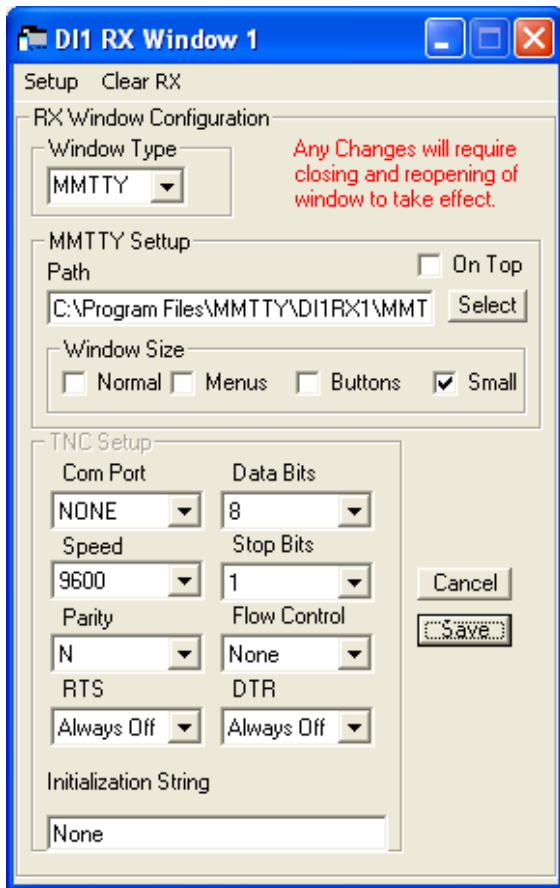 DI1 RX Window 1
Setup Clear RX
RX Window Configuration
Window Type
MMTTY
Any Changes will require
closing and reopening of
window to take effect.
MMTTY Settup
Path
On Top
C:\Program Files\MMTTY\DI1RX1\MMT
Select
Window Size
Normal Menus Buttons Small
TNC Setup
Com Port Data Bits
NONE 8
Speed Stop Bits
9600 1
Parity Flow Control
N None
RTS DTR
Always Off Always Off
Cancel
Save
Initialization String
None